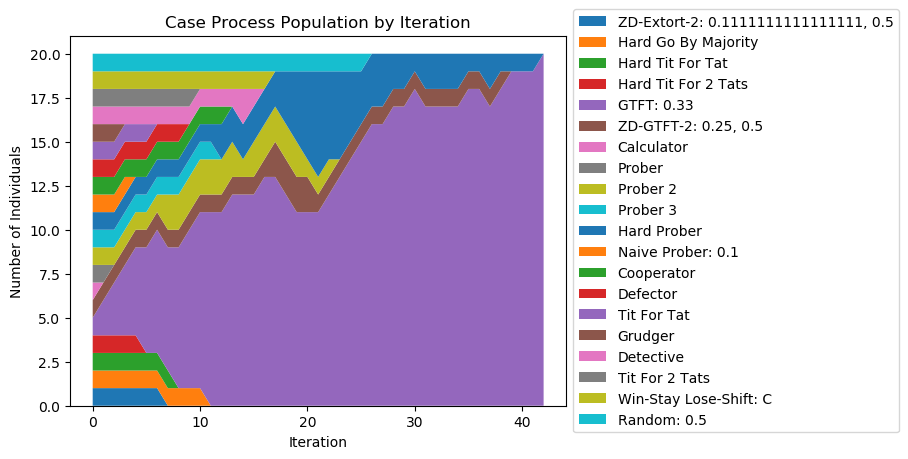 Case Process Population by Iteration
Number of Individuals
20.0
17.5
15.0
12.5
10.0
7.5
5.0
2.5
0.0
0
10
20
30
40
Iteration
ZD-Extort-2: 0.1111111111111111, 0.5
Hard Go By Majority
Hard Tit For Tat
Hard Tit For 2 Tats
GTFT: 0.33
ZD-GTFT-2: 0.25, 0.5
Calculator
Prober
Prober 2
Prober 3
Hard Prober
Naive Prober: 0.1
Cooperator
Defector
Tit For Tat
Grudger
Detective
Tit For 2 Tats
Win-Stay Lose-Shift: C
Random: 0.5